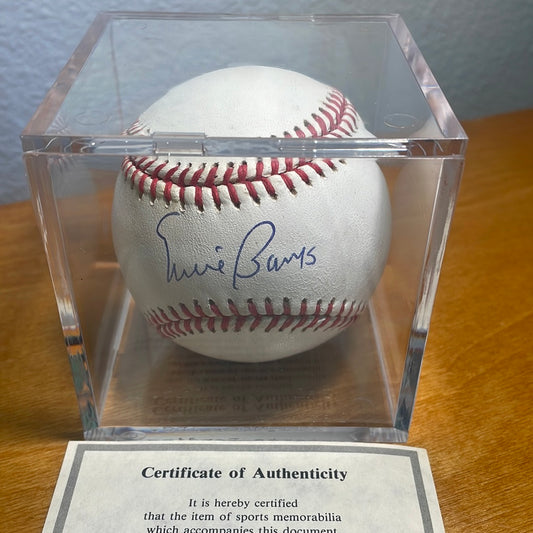 Ernie Banks
Certificate of Authenticity
It is hereby certified
that the item of sports memorabilia
which accompanies this document